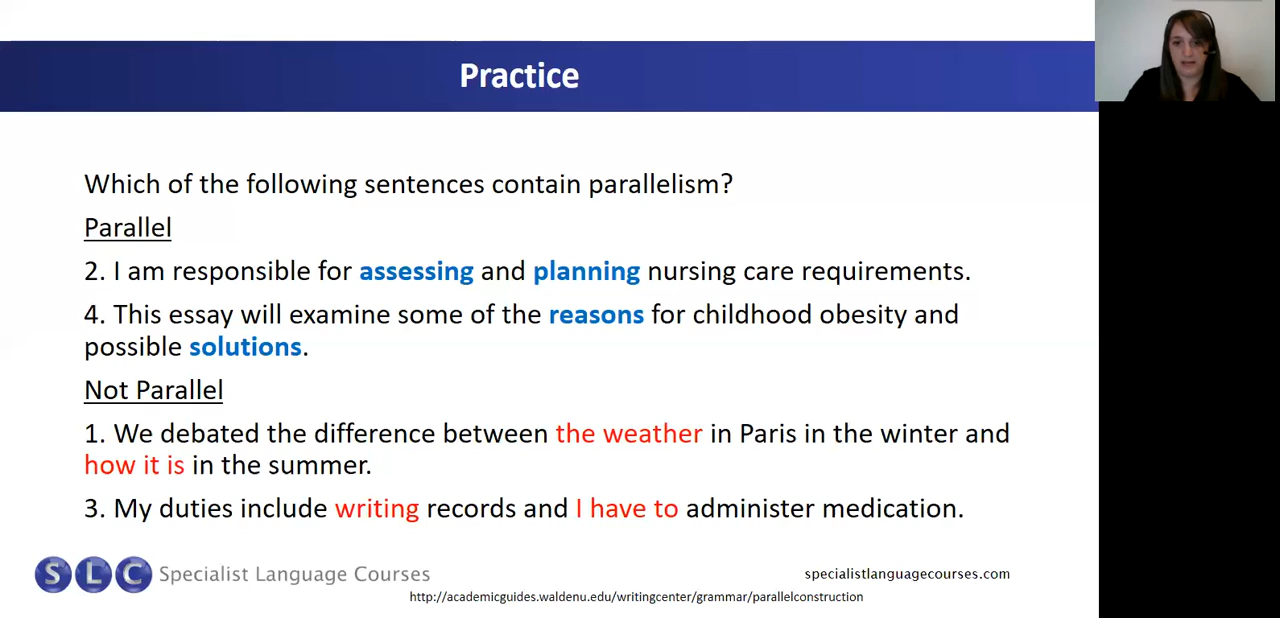 Practice
Which of the following sentences contain parallelism?
Parallel
2. I am responsible for assessing and planning nursing care requirements.
4. This essay will examine some of the reasons for childhood obesity and
possible solutions.
Not Parallel
1. We debated the difference between the weather in Paris in the winter and
how it is in the summer.
3. My duties include writing records and I have to administer medication.
S L C Specialist Language Courses
specialistlanguagecourses.com
http://academicguides.waldenu.edu/writingcenter/grammar/parallelconstruction